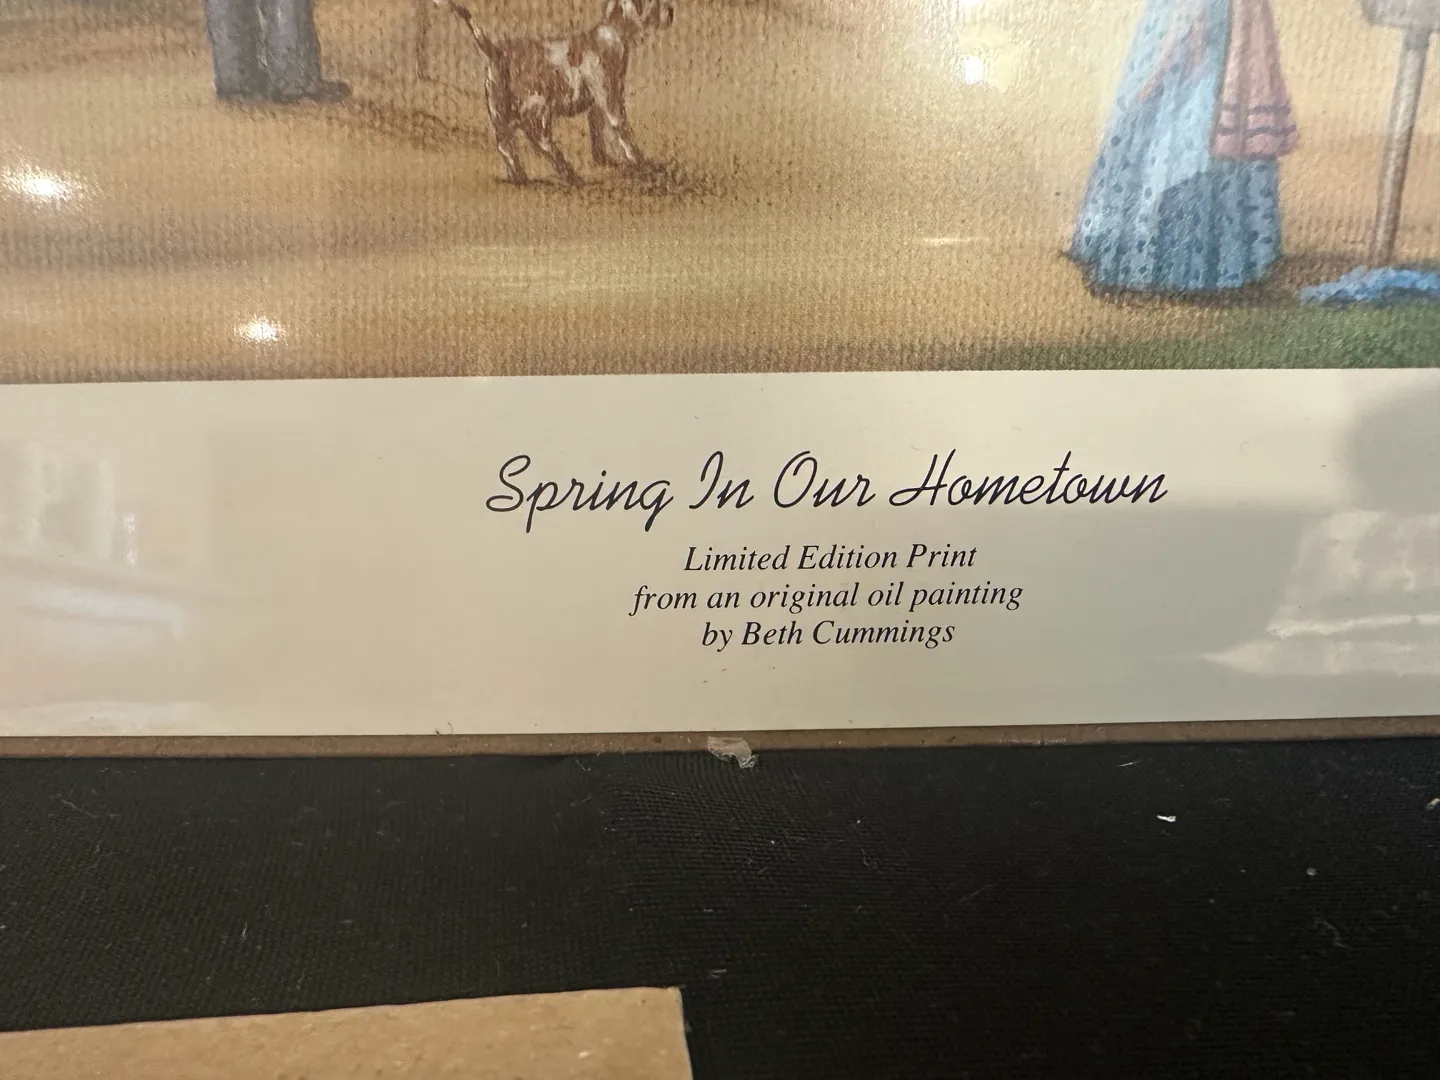 Spring In Our Hometown
Limited Edition Print
from an original oil painting
by Beth Cummings